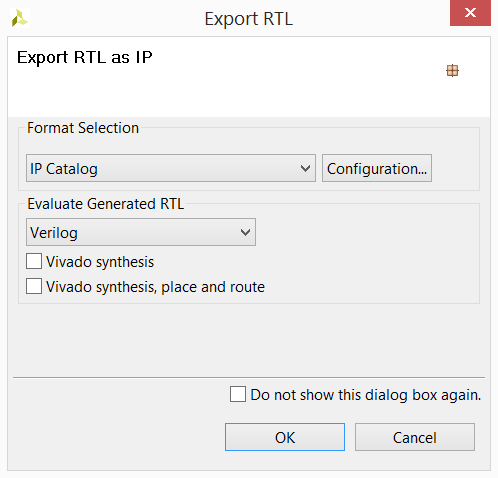 Export RTL
Export RTL as IP
Format Selection
IP Catalog
Configuration...
Evaluate Generated RTL
Verilog
Vivado synthesis
Vivado synthesis, place and route
Do not show this dialog box again.
OK
Cancel